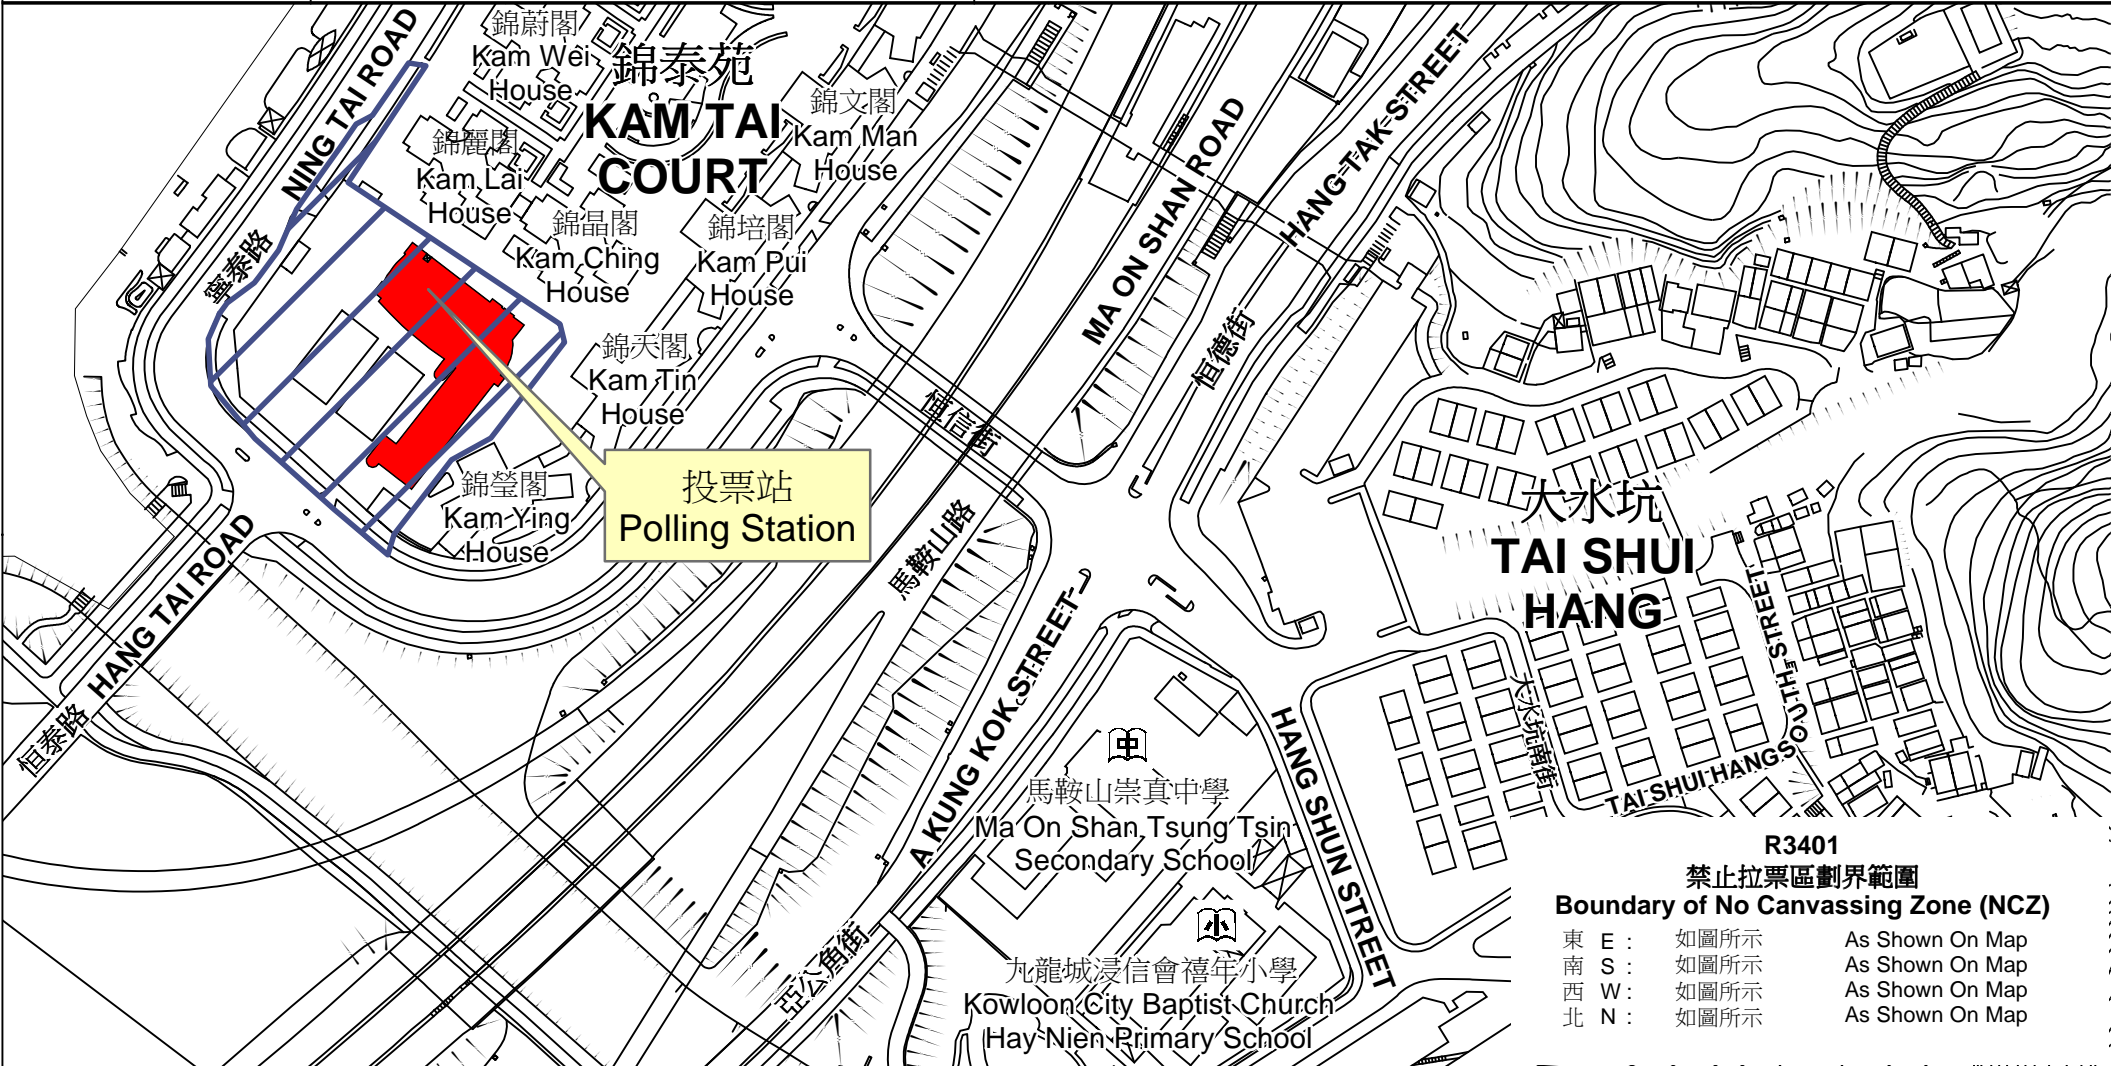 錦蔚閣
Kam Wei
House
錦泰苑
KAM TAI
COURT
錦文閣
Kam Man
House
錦麗閣
Kam Lai
House
錦晶閣
Kam Ching
House
錦培閣
Kam Pui
House
錦天閣
Kam Tin
House
錦瑩閣
Kam Ying
House
投票站
Polling Station
NING TAI ROAD
寧泰路
HANG TAI ROAD
恒泰路
MA ON SHAN ROAD
馬鞍山路
HANG TAK STREET
恒德街
恒信街
A KUNG KOK STREET
亞公角街
HANG SHUN STREET
大水坑
TAI SHUI
HANG
大水坑南街
TAI SHUI HANG SOUTH STREET
中
馬鞍山崇真中學
Ma On Shan Tsung Tsin
Secondary School
小
九龍城浸信會禧年小學
Kowloon City Baptist Church
Hay Nien Primary School
R3401
禁止拉票區劃界範圍
Boundary of No Canvassing Zone (NCZ)
東 E : 如圖所示 As Shown On Map
南 S : 如圖所示 As Shown On Map
西 W : 如圖所示 As Shown On Map
北 N : 如圖所示 As Shown On Map